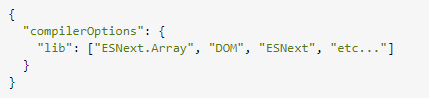 {
  "compilerOptions": {
    "lib": ["ESNext.Array", "DOM", "ESNext", "etc..."]
  }
}